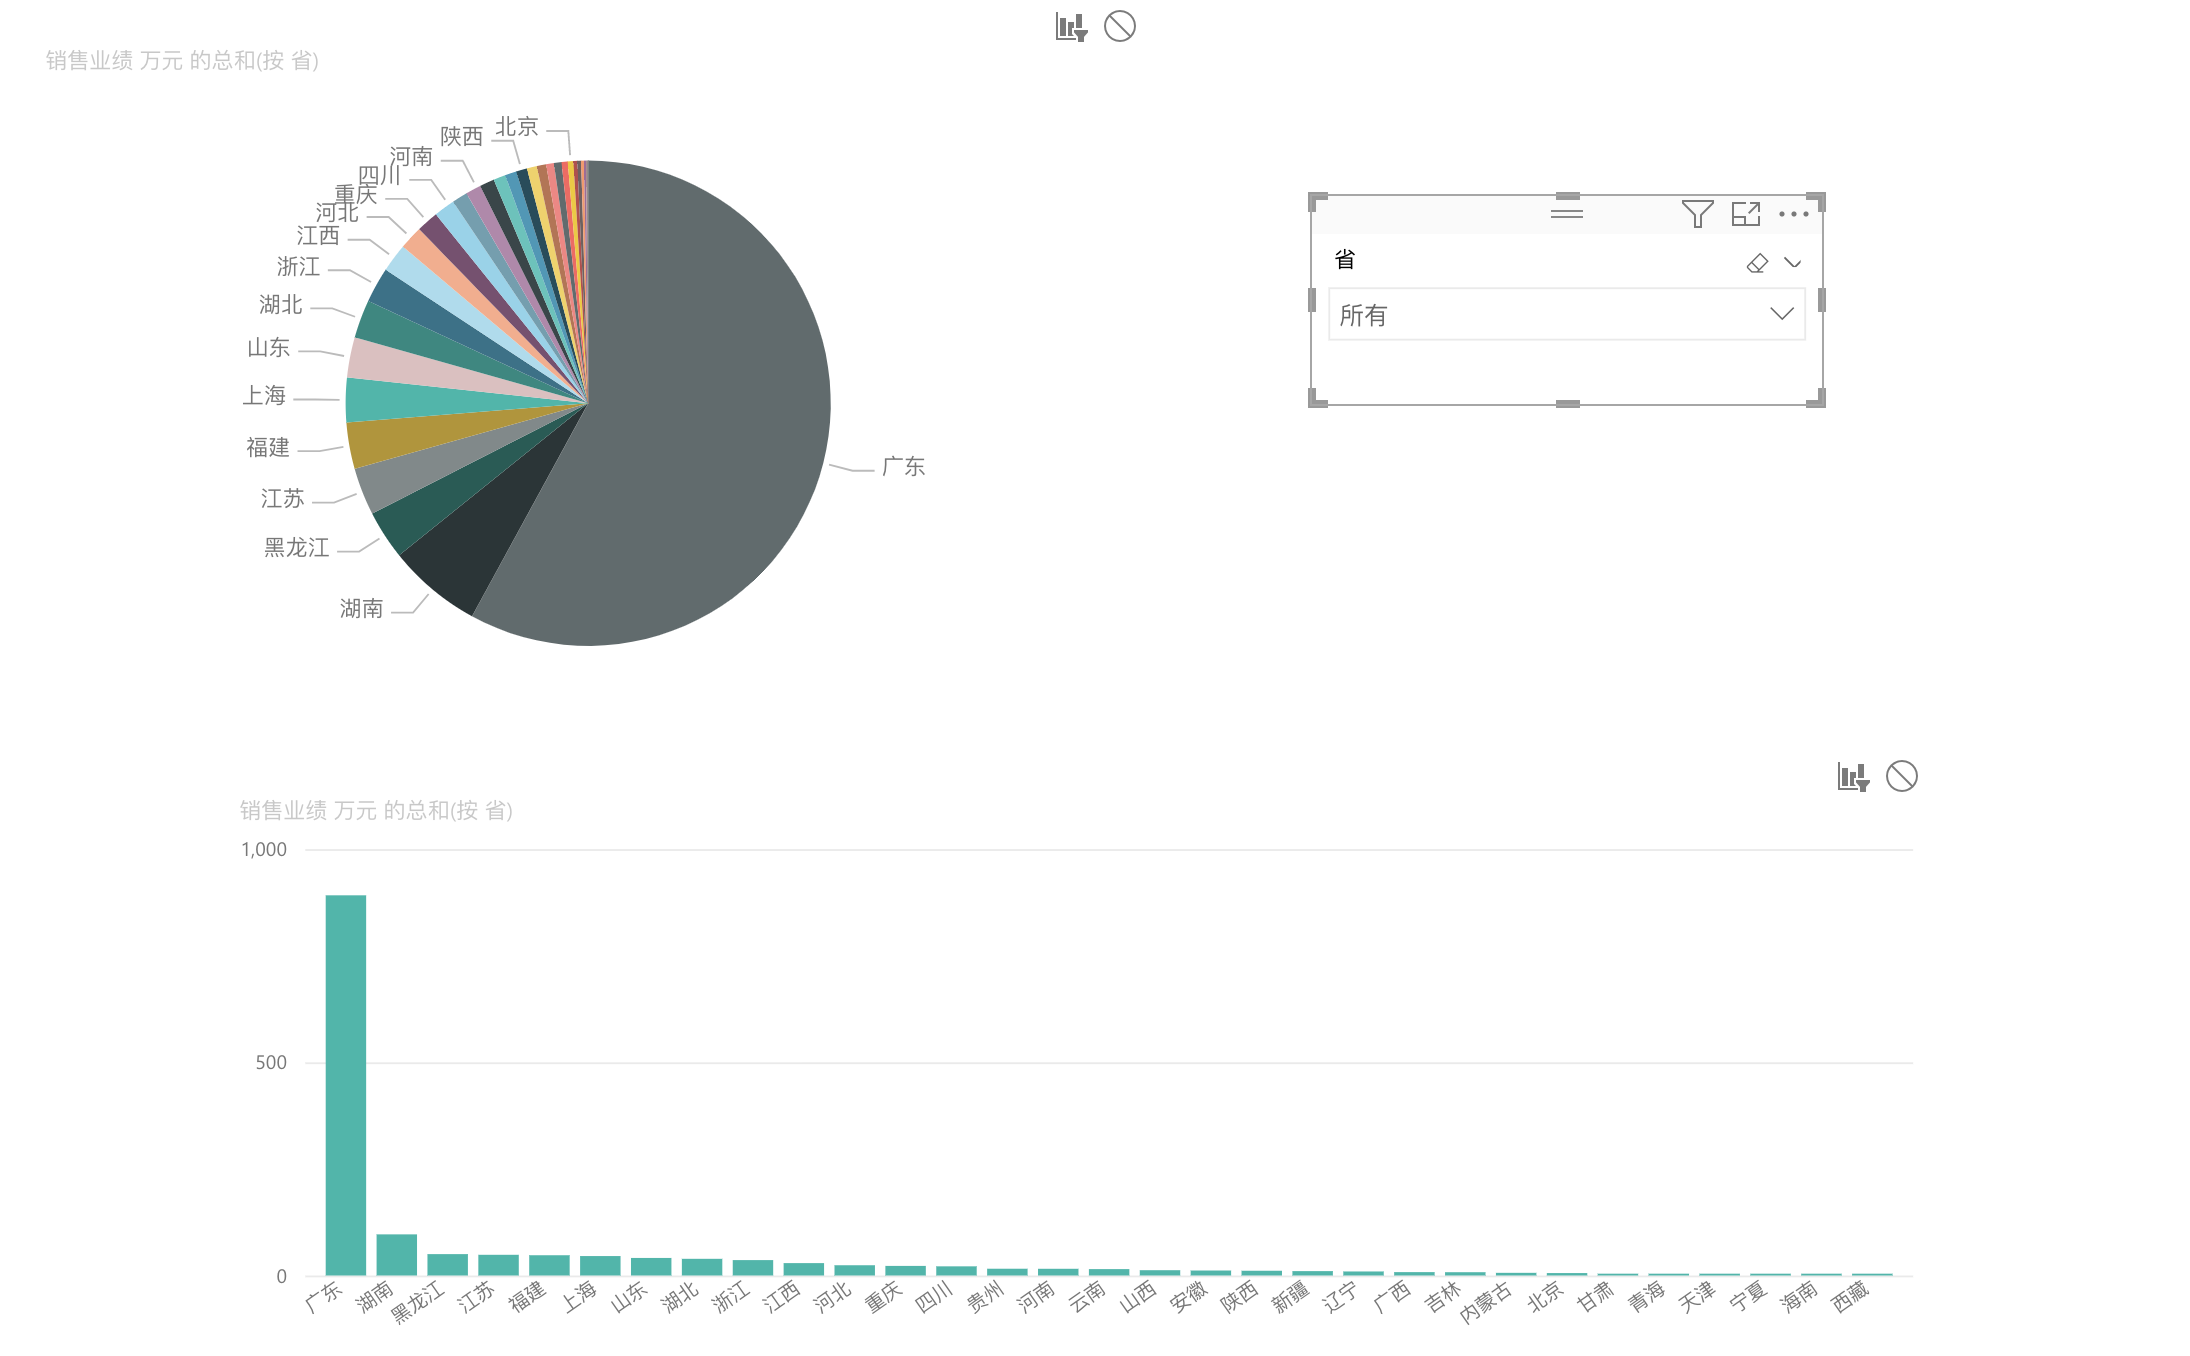 销售业绩 万元 的总和(按 省)
北京
陕西
河南
四川
重庆
河北
江西
浙江
湖北
山东
上海
福建
江苏
黑龙江
湖南
广东
省
所有
销售业绩 万元 的总和(按 省)
1,000
500
0
广东 湖南 黑龙江 江苏 福建 上海 山东 湖北 浙江 江西 河北 重庆 四川 贵州 河南 云南 山西 安徽 陕西 新疆 辽宁 广西 吉林 内蒙古 北京 甘肃 青海 天津 宁夏 海南 西藏